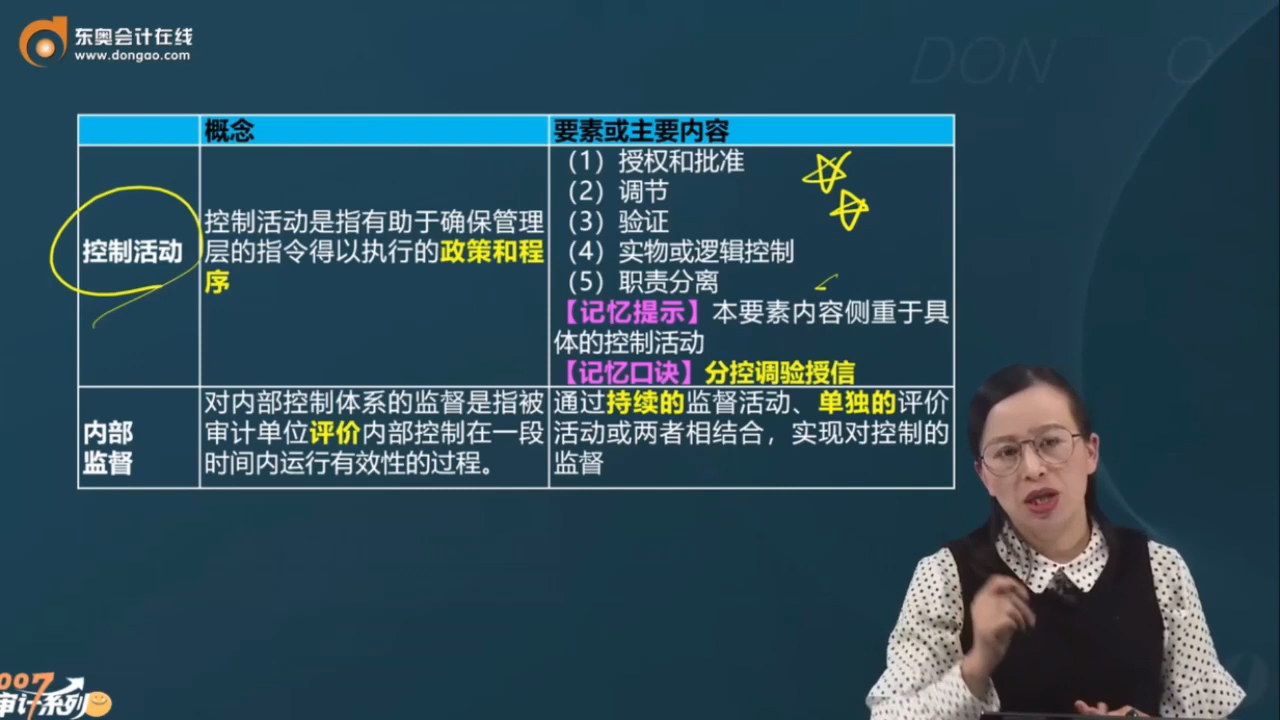 东奥会计在线
www.dongao.com
DON O
概念
要素或主要内容
控制活动
控制活动是指有助于确保管理
层的指令得以执行的政策和程
序
（1）授权和批准
（2）调节
（3）验证
（4）实物或逻辑控制
（5）职责分离
【记忆提示】本要素内容侧重于具
体的控制活动
【记忆口诀】分控调验授信
内部
监督
对内部控制体系的监督是指被
审计单位评价内部控制在一段
时间内运行有效性的过程。
通过持续的监督活动、单独的评价
活动或两者相结合，实现对控制的
监督
007
审计系列